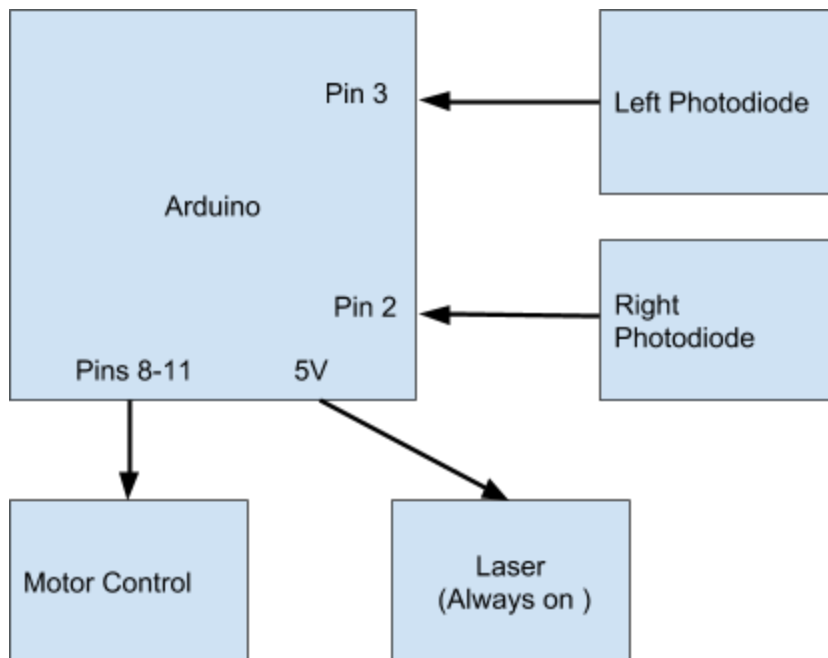 Pin 3
Left Photodiode
Arduino
Pin 2
Right
Photodiode
Pins 8-11
5V
Motor Control
Laser
(Always on )